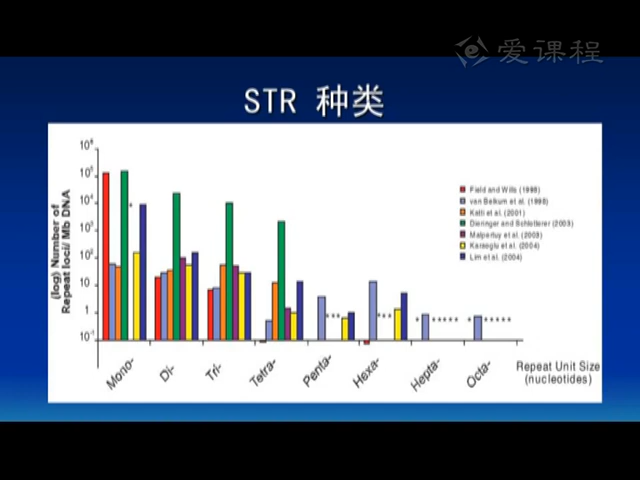 爱课程
STR 种类
(log) Number of
Repeat loci/ Mb DNA
10⁶
10⁵
10⁴
10³
10²
10
1
10⁻¹
Field and Wills (1998)
van Belkum et al. (1998)
Katti et al. (2001)
Dieringer and Schlotterer (2003)
Malpertuy et al. (2003)
Karaoglu et al. (2004)
Lim et al. (2004)
Mono-
Di-
Tri-
Tetra-
Penta-
Hexa-
Hepta-
Octa-
Repeat Unit Size
(nucleotides)